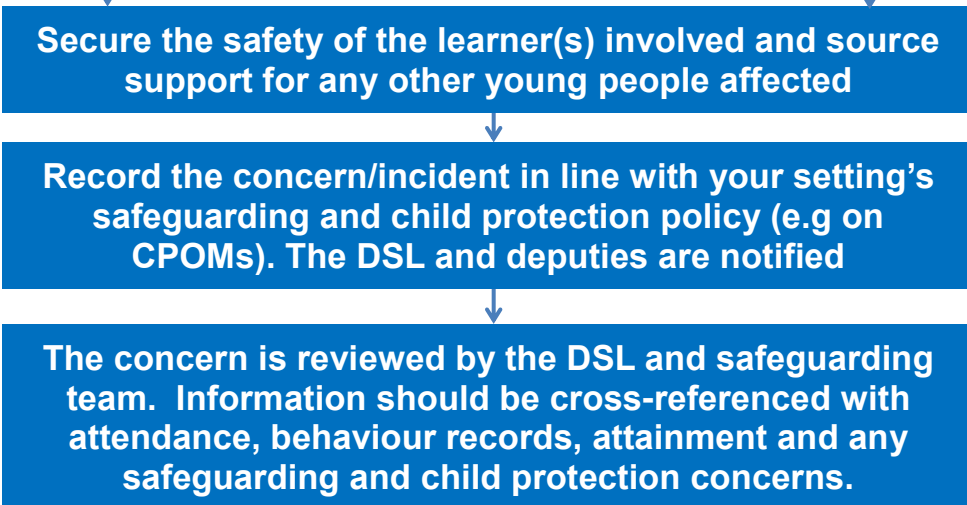 Secure the safety of the learner(s) involved and source
support for any other young people affected
Record the concern/incident in line with your setting's
safeguarding and child protection policy (e.g on
CPOMs). The DSL and deputies are notified
The concern is reviewed by the DSL and safeguarding
team.  Information should be cross-referenced with
attendance, behaviour records, attainment and any
safeguarding and child protection concerns.